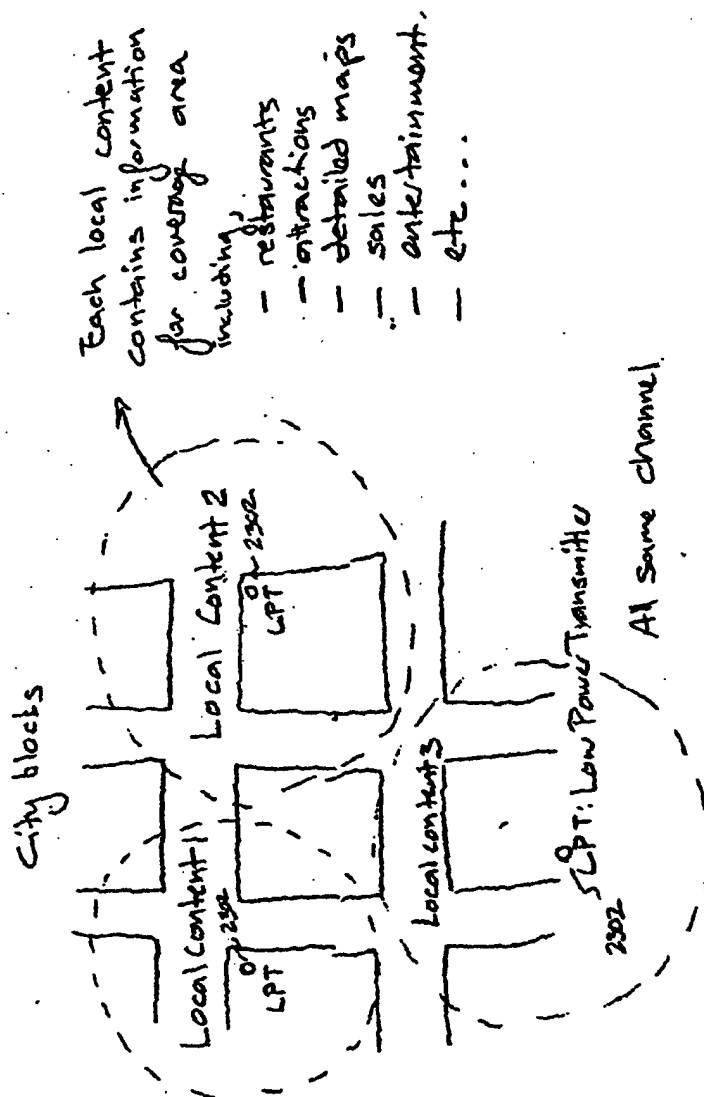 City blocks
Local Content 1
2302
LPT
Local Content 2
2302
LPT
Local content 3
2302
LPT: Low Power Transmitter
All same channel
Each local content
contains information
for coverage area
including,
- restaurants
- attractions
- detailed maps
- sales
- entertainment.
- etc...